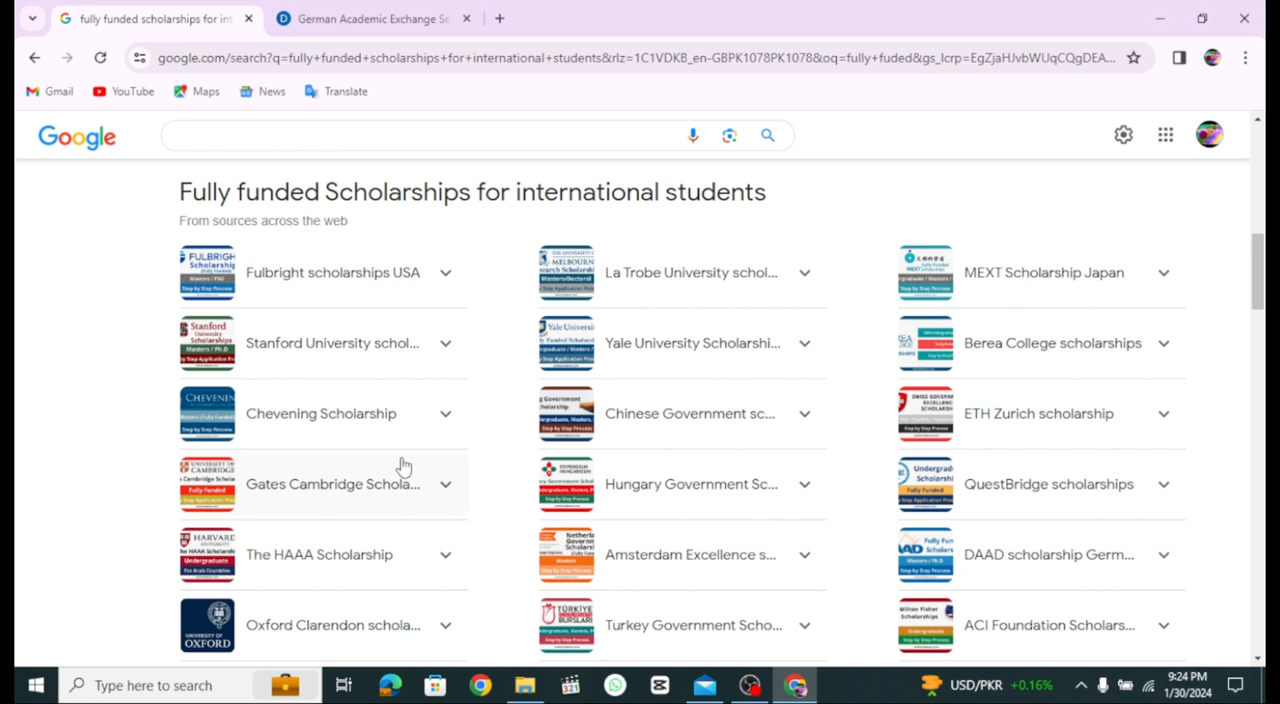 fully funded scholarships for int
German Academic Exchange Se
google.com/search?q=fully+funded+scholarships+for+international+students&rlz=1C1VDKB_en-GBPK1078PK1078&oq=fully+fuded&gs_lcrp=EgZjaHJvbWUqCQgDEA...
Gmail YouTube Maps News Translate
Google
Fully funded Scholarships for international students
From sources across the web
Fulbright scholarships USA
La Trobe University schol...
MEXT Scholarship Japan
Stanford University schol...
Yale University Scholarshi...
Berea College scholarships
Chevening Scholarship
Chinese Government sc...
ETH Zurich scholarship
Gates Cambridge Schola...
Hungary Government Sc...
QuestBridge scholarships
The HAAA Scholarship
Amsterdam Excellence s...
DAAD Scholarship Germ...
UNIVERSITY OF
OXFORD
Oxford Clarendon schola...
Turkey Government Scho...
ACI Foundation Scholars...
Type here to search
USD/PKR +0.16%
9:24 PM
1/30/2024